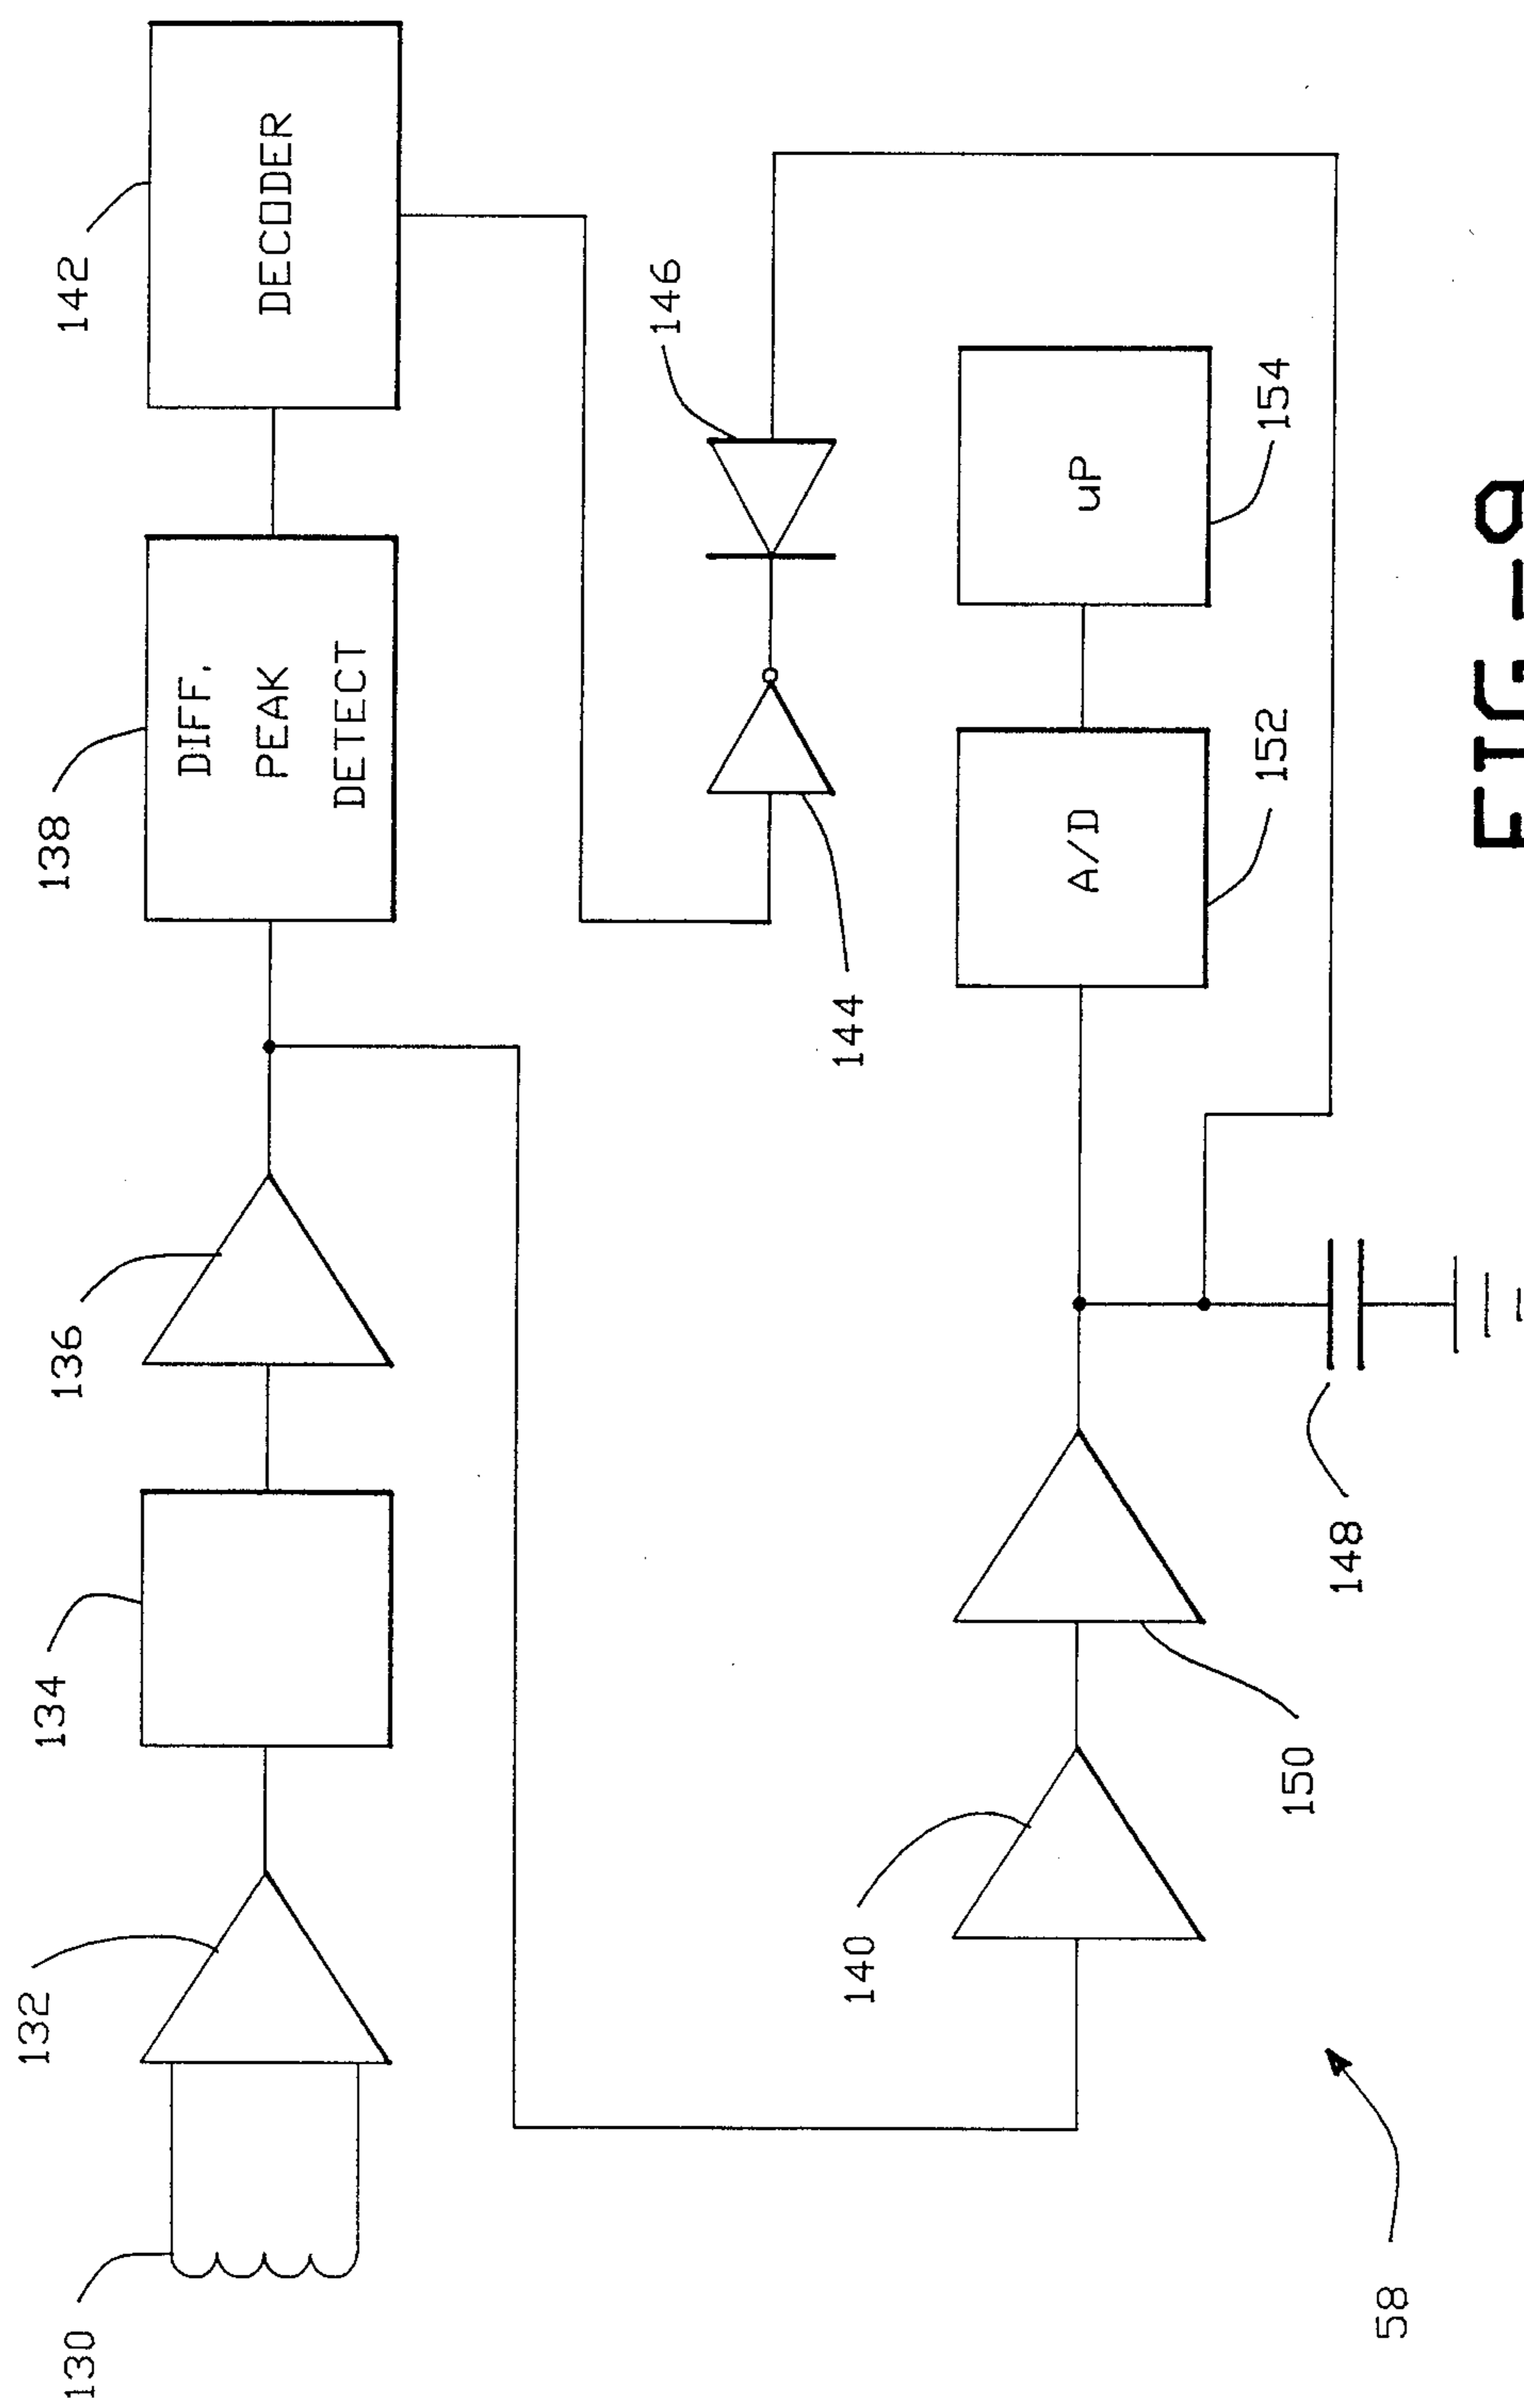 130
132
134
136
138
142
DIFF.
PEAK
DETECT
DECODER
140
150
144
146
148
A/D
uP
152
154
58
FIG-9